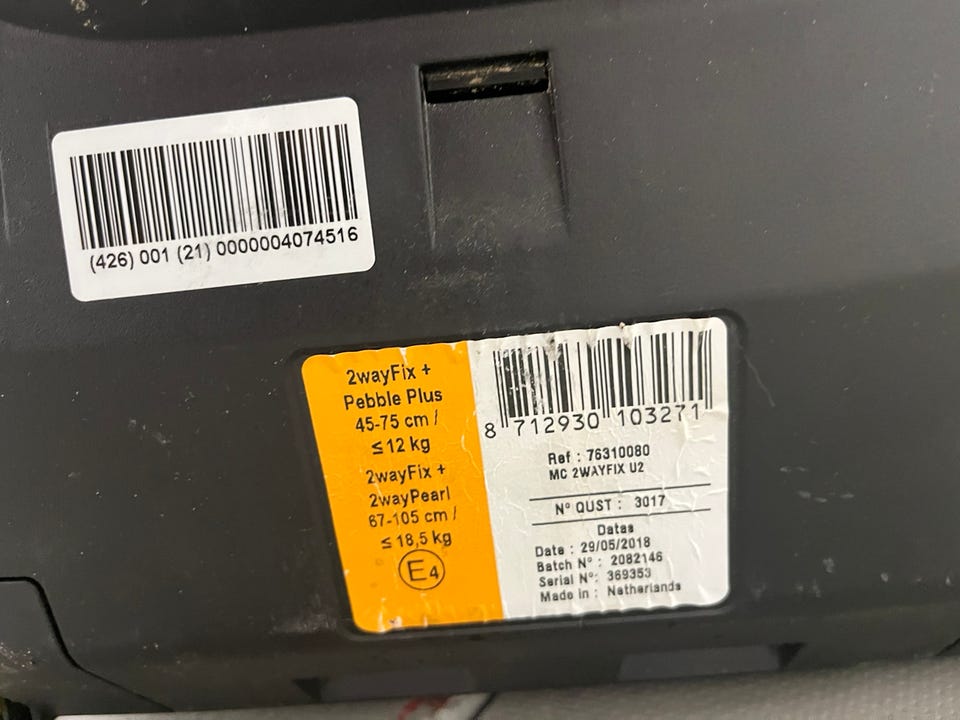 (426) 001 (21) 0000004074516
2wayFix +
Pebble Plus
45-75 cm /
≤ 12 kg
2wayFix +
2wayPearl
67-105 cm /
≤ 18,5 kg
E4
8 712930 103271
Ref : 76310080
MC 2WAYFIX U2
N° QUST : 3017
Datas
Date : 29/05/2018
Batch N° : 2082146
Serial N° : 369353
Made in : Netherlands